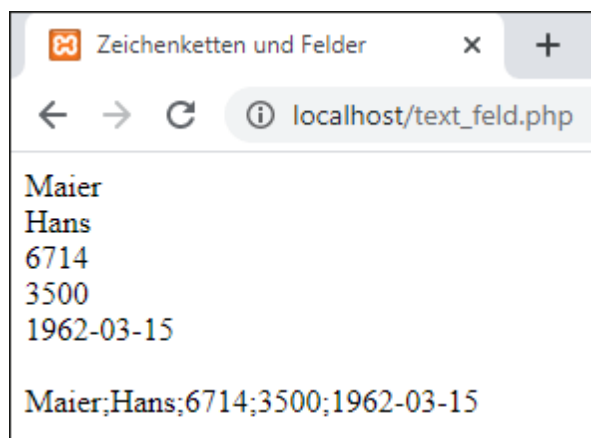 Zeichenketten und Felder
localhost/text_feld.php
Maier
Hans
6714
3500
1962-03-15
Maier;Hans;6714;3500;1962-03-15